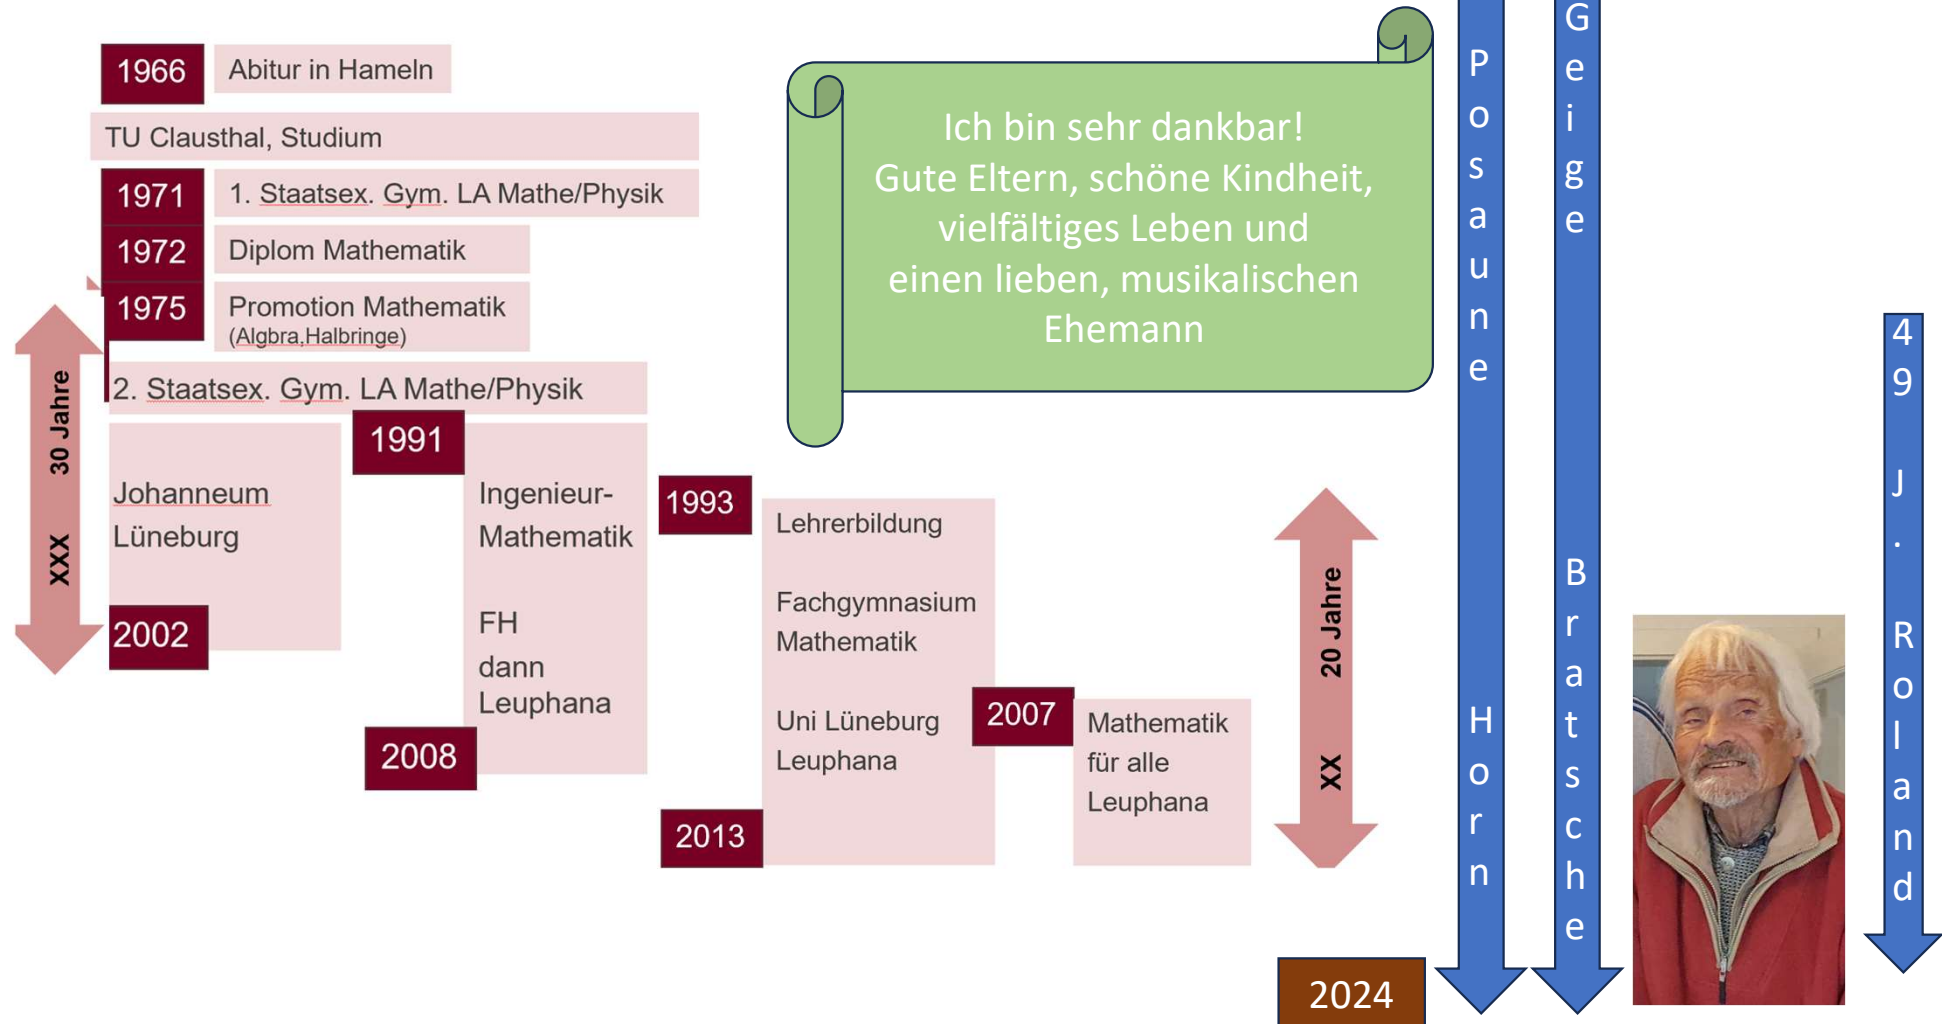 1966
Abitur in Hameln
TU Clausthal, Studium
1971
1. Staatsex. Gym. LA Mathe/Physik
1972
Diplom Mathematik
1975
Promotion Mathematik
(Algbra,Halbringe)
2. Staatsex. Gym. LA Mathe/Physik
XXX 30 Jahre
Johanneum
Lüneburg
2002
1991
Ingenieur-
Mathematik
FH
dann
Leuphana
2008
1993
Lehrerbildung
Fachgymnasium
Mathematik
Uni Lüneburg
Leuphana
2013
2007
Mathematik
für alle
Leuphana
XX 20 Jahre
Ich bin sehr dankbar!
Gute Eltern, schöne Kindheit,
vielfältiges Leben und
einen lieben, musikalischen
Ehemann
Posaune Horn
Geige Bratsche
49 J. Roland
2024